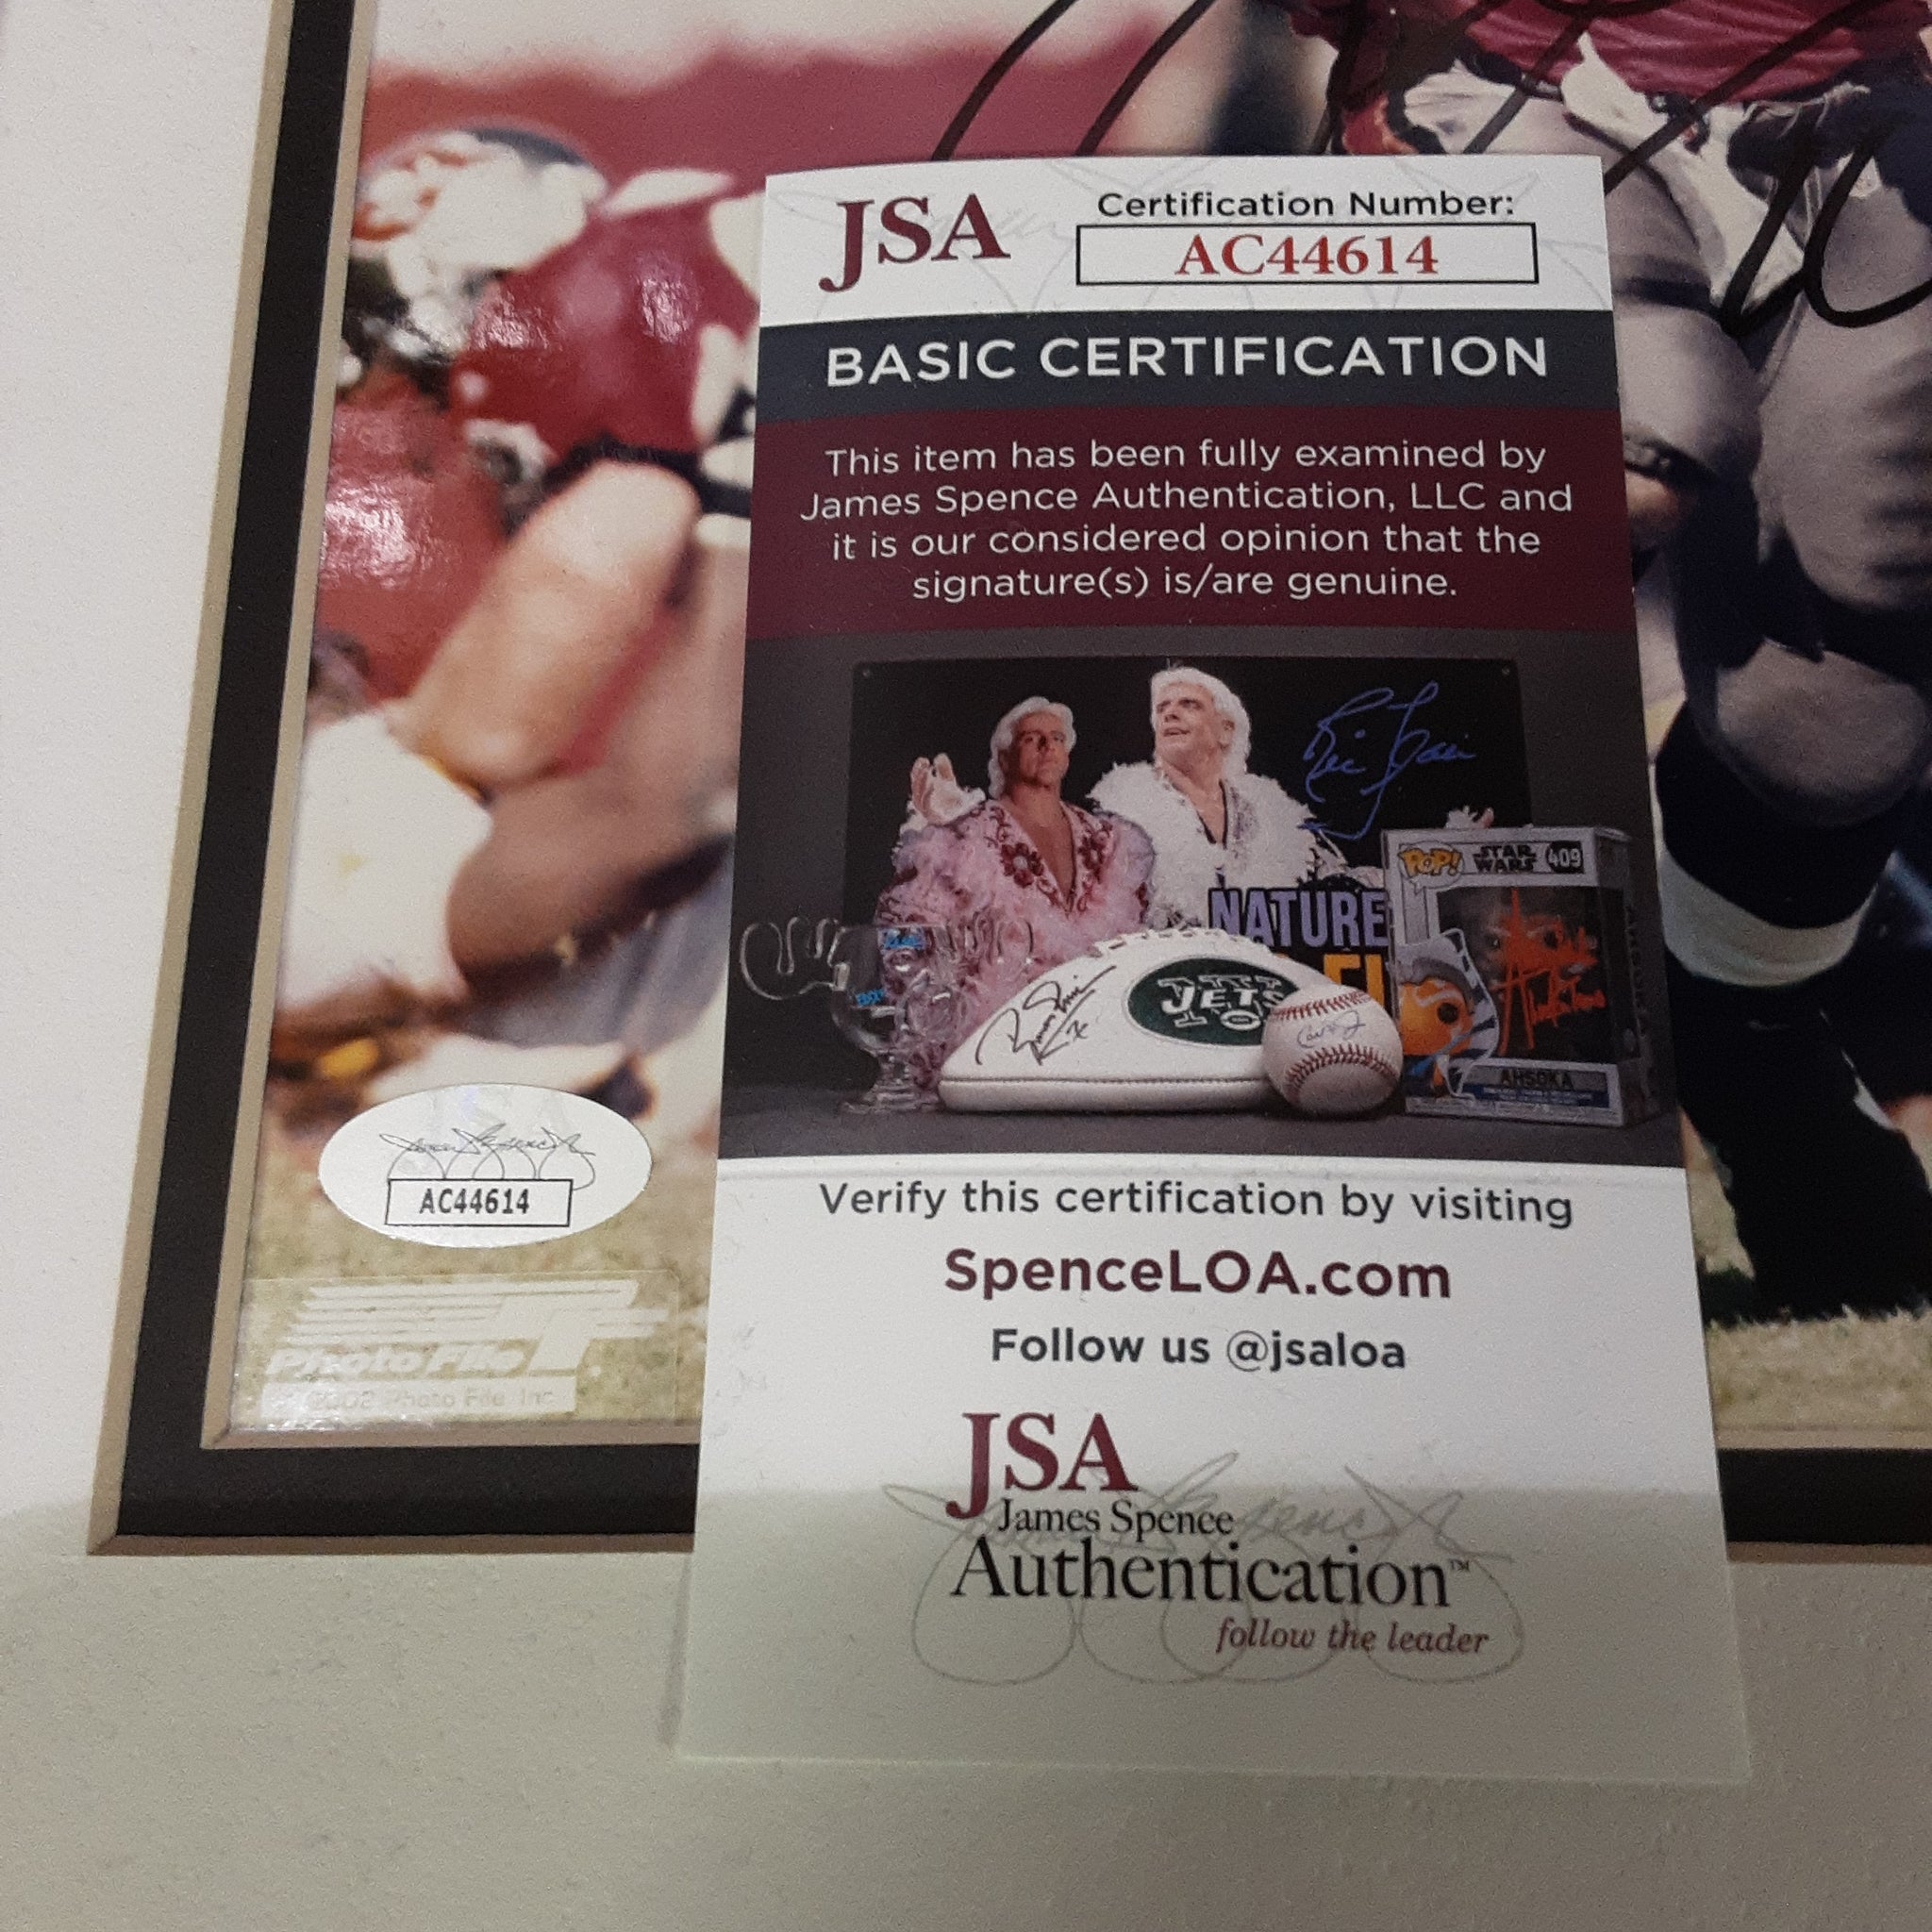 JSA
Certification Number:
AC44614
BASIC CERTIFICATION
This item has been fully examined by
James Spence Authentication, LLC and
it is our considered opinion that the
signature(s) is/are genuine.
Ric Flair
NATURE
POP!
STAR
WARS
409
JETS
AHSOKA
AC44614
Verify this certification by visiting
SpenceLOA.com
Follow us @jsaloa
Photo File
2002 Photo File Inc
JSA
James Spence
Authentication™
follow the leader